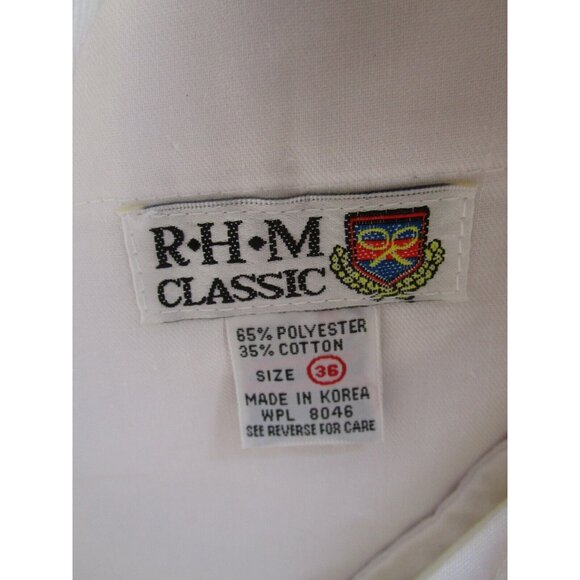 R·H·M
CLASSIC
65% POLYESTER
35% COTTON
SIZE 36
MADE IN KOREA
WPL 8046
SEE REVERSE FOR CARE